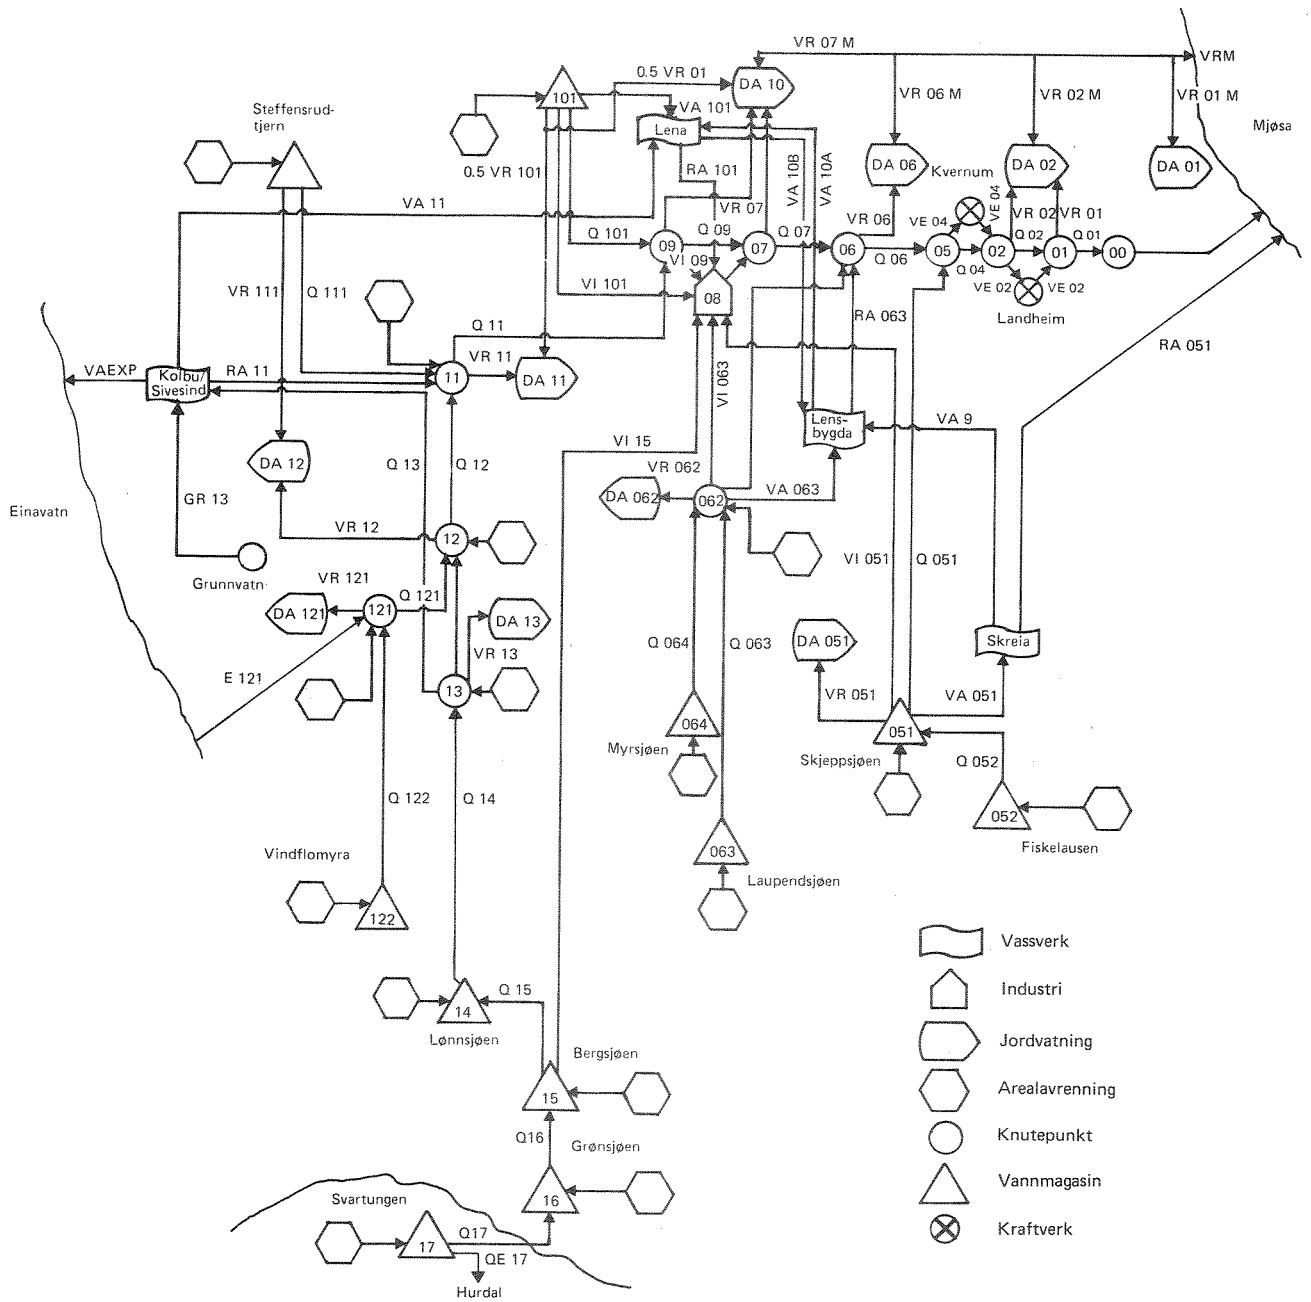 VR 07 M
VRM
0.5 VR 01
DA 10
101
VA 101
VR 06 M
VR 02 M
VR 01 M
Mjøsa
Steffensrud-
tjern
Lena
DA 06
Kvernum
DA 02
DA 01
0.5 VR 101
RA 101
VA 10B
VA 10A
VA 11
VR 07
VR 06
VE 04
VE 04
VR 02
VR 01
Q 101
09
Q 09
07
Q 07
06
Q 06
05
Q 04
02
Q 02
01
Q 01
00
VI 09
VR 111
Q 111
VI 101
08
VE 02
VE 02
Landheim
RA 063
Q 11
VR 11
RA 051
VAEXP
Kolbu/
Sivesind
RA 11
11
DA 11
VI 063
Lens-
bygda
VA 9
DA 12
Q 13
Q 12
VI 15
VR 062
GR 13
DA 062
062
VA 063
Einavatn
VR 12
12
VI 051
Q 051
Grunnvatn
VR 121
DA 121
121
Q 121
DA 13
E 121
VR 13
13
Q 064
Q 063
DA 051
Skreia
VR 051
VA 051
064
Myrsjøen
051
Skjeppsjøen
Q 052
Q 122
Q 14
052
Fiskelausen
Vindflomyra
063
Laupendsjøen
122
Vassverk
Q 15
14
Lønnsjøen
Industri
Bergsjøen
Jordvatning
15
Arealavrenning
Q16
Grønsjøen
Knutepunkt
16
Vannmagasin
Svartungen
17
Q17
QE 17
Kraftverk
Hurdal